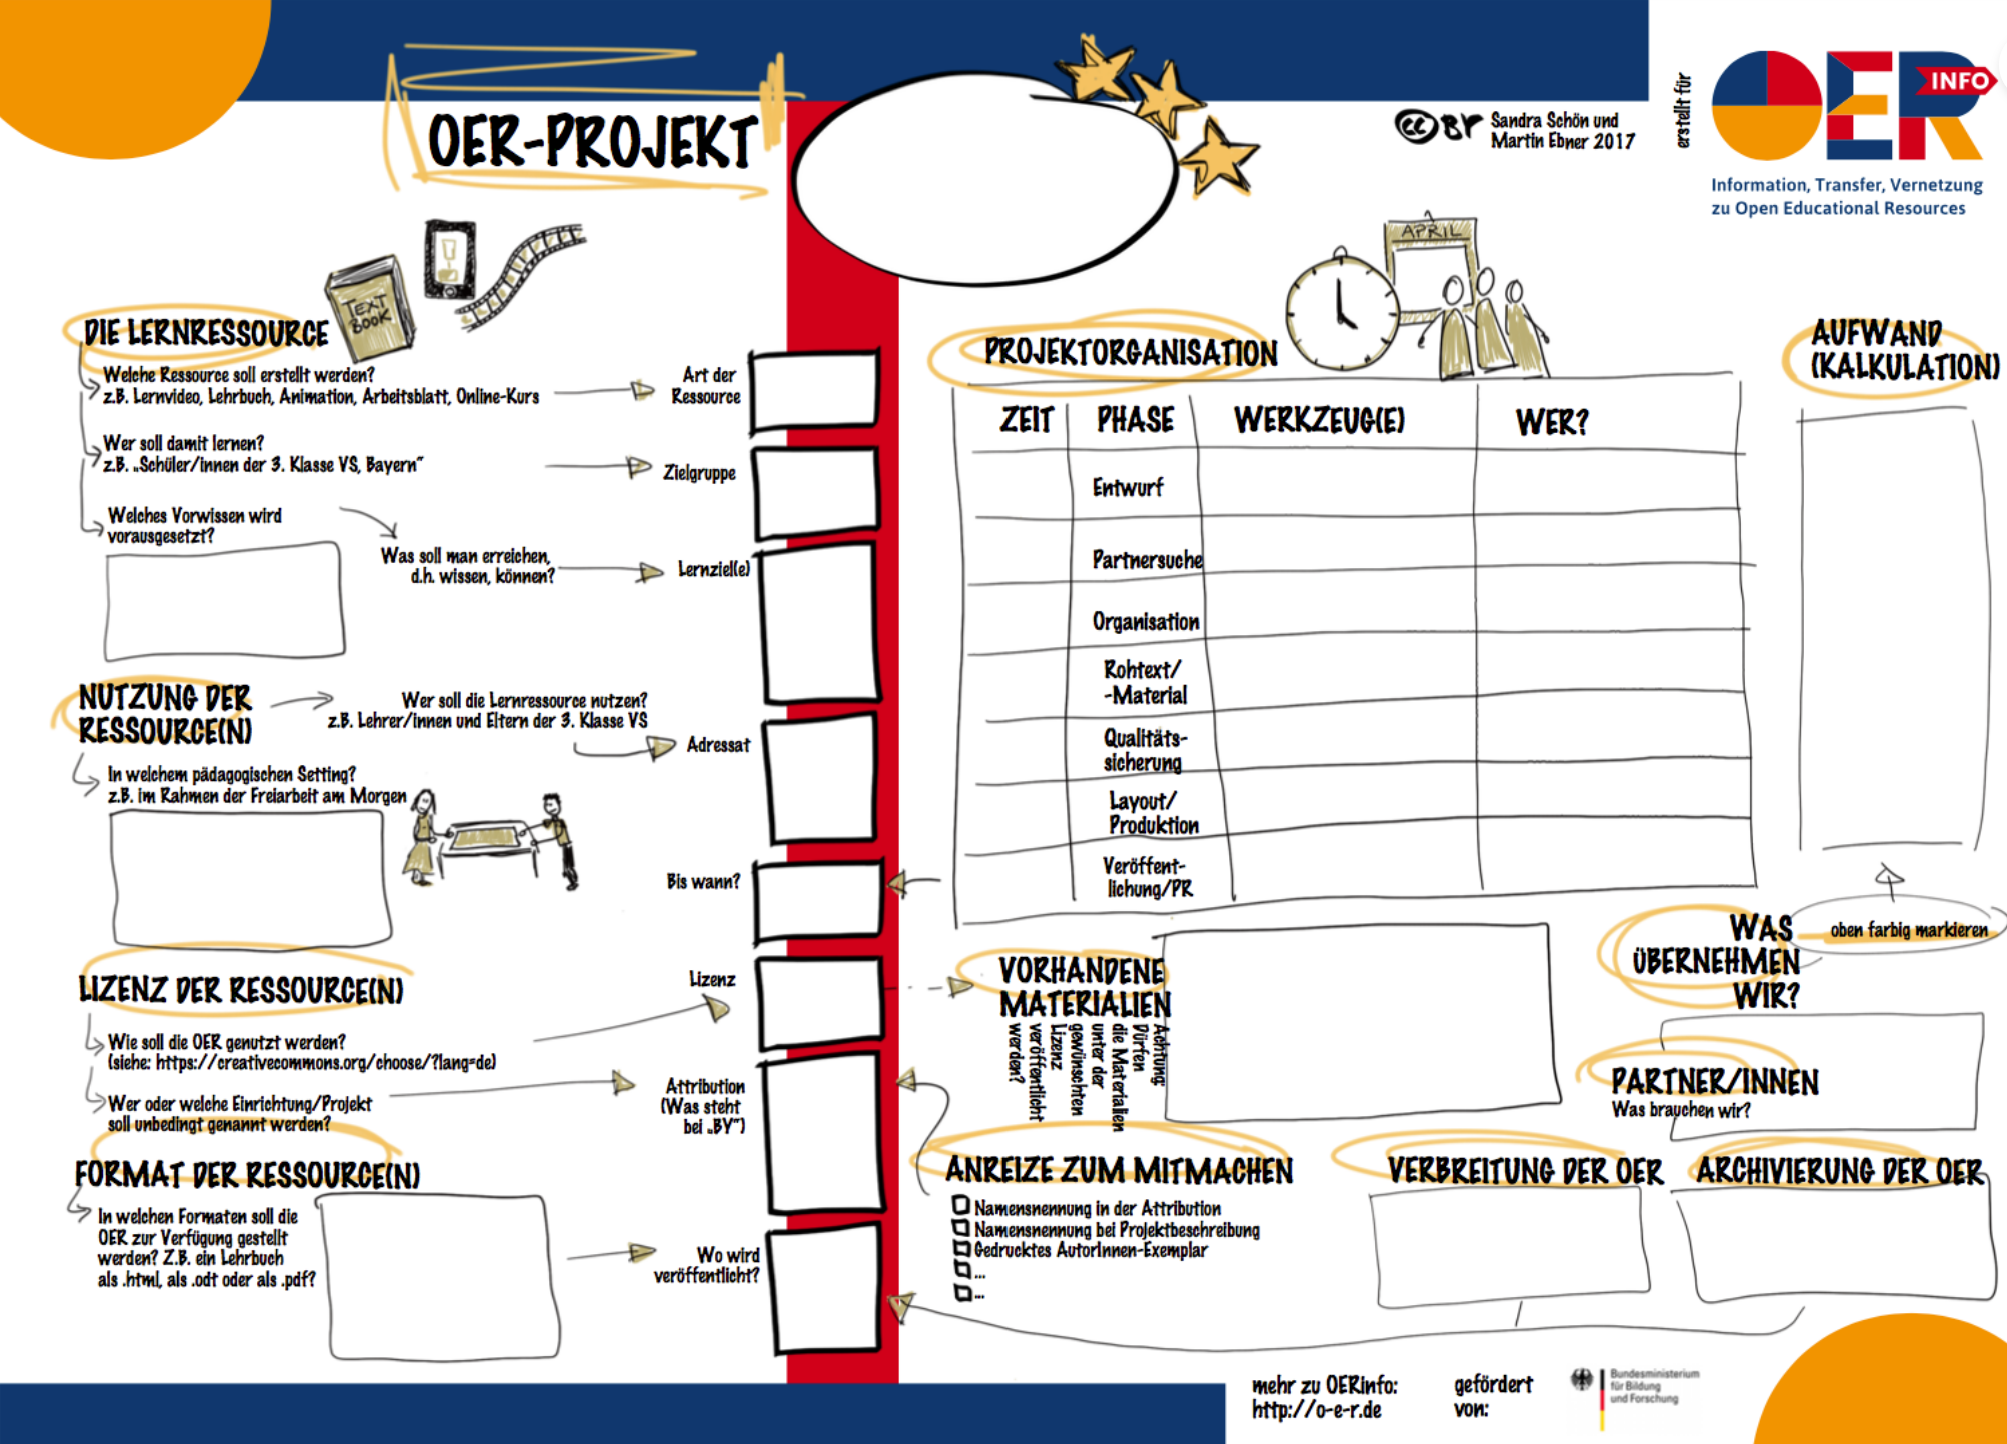 OER-PROJEKT
CC BY
Sandra Schön und
Martin Ebner 2017
erstellt für
OER
INFO
Information, Transfer, Vernetzung
zu Open Educational Resources
TEXT
BOOK
DIE LERNRESSOURCE
Welche Ressource soll erstellt werden?
z.B. Lernvideo, Lehrbuch, Animation, Arbeitsblatt, Online-Kurs
Art der
Ressource
Wer soll damit lernen?
z.B. „Schüler/innen der 3. Klasse VS, Bayern“
Zielgruppe
Welches Vorwissen wird
vorausgesetzt?
Was soll man erreichen,
d.h. wissen, können?
Lernziel(e)
NUTZUNG DER
RESSOURCE(N)
Wer soll die Lernressource nutzen?
z.B. Lehrer/innen und Eltern der 3. Klasse VS
Adressat
In welchem pädagogischen Setting?
z.B. im Rahmen der Freiarbeit am Morgen
Bis wann?
LIZENZ DER RESSOURCE(N)
Lizenz
Wie soll die OER genutzt werden?
(siehe: https://creativecommons.org/choose/?lang=de)
Wer oder welche Einrichtung/Projekt
soll unbedingt genannt werden?
Attribution
(Was steht
bei „BY“)
FORMAT DER RESSOURCE(N)
In welchen Formaten soll die
OER zur Verfügung gestellt
werden? Z.B. ein Lehrbuch
als .html, als .odt oder als .pdf?
Wo wird
veröffentlicht?
APRIL
PROJEKTORGANISATION
ZEIT PHASE WERKZEUG(E) WER?
Entwurf
Partnersuche
Organisation
Rohtext/
-Material
Qualitäts-
sicherung
Layout/
Produktion
Veröffent-
lichung/PR
AUFWAND
(KALKULATION)
oben farbig markieren
WAS
ÜBERNEHMEN
WIR?
VORHANDENE
MATERIALIEN
Achtung:
Dürfen
die Materialien
unter der
gewünschten
Lizenz
veröffentlicht
werden?
PARTNER/INNEN
Was brauchen wir?
ANREIZE ZUM MITMACHEN
Namensnennung in der Attribution
Namensnennung bei Projektbeschreibung
Gedrucktes AutorInnen-Exemplar
...
...
VERBREITUNG DER OER
ARCHIVIERUNG DER OER
mehr zu OERinfo:
http://o-e-r.de
gefördert
von:
Bundesministerium
für Bildung
und Forschung